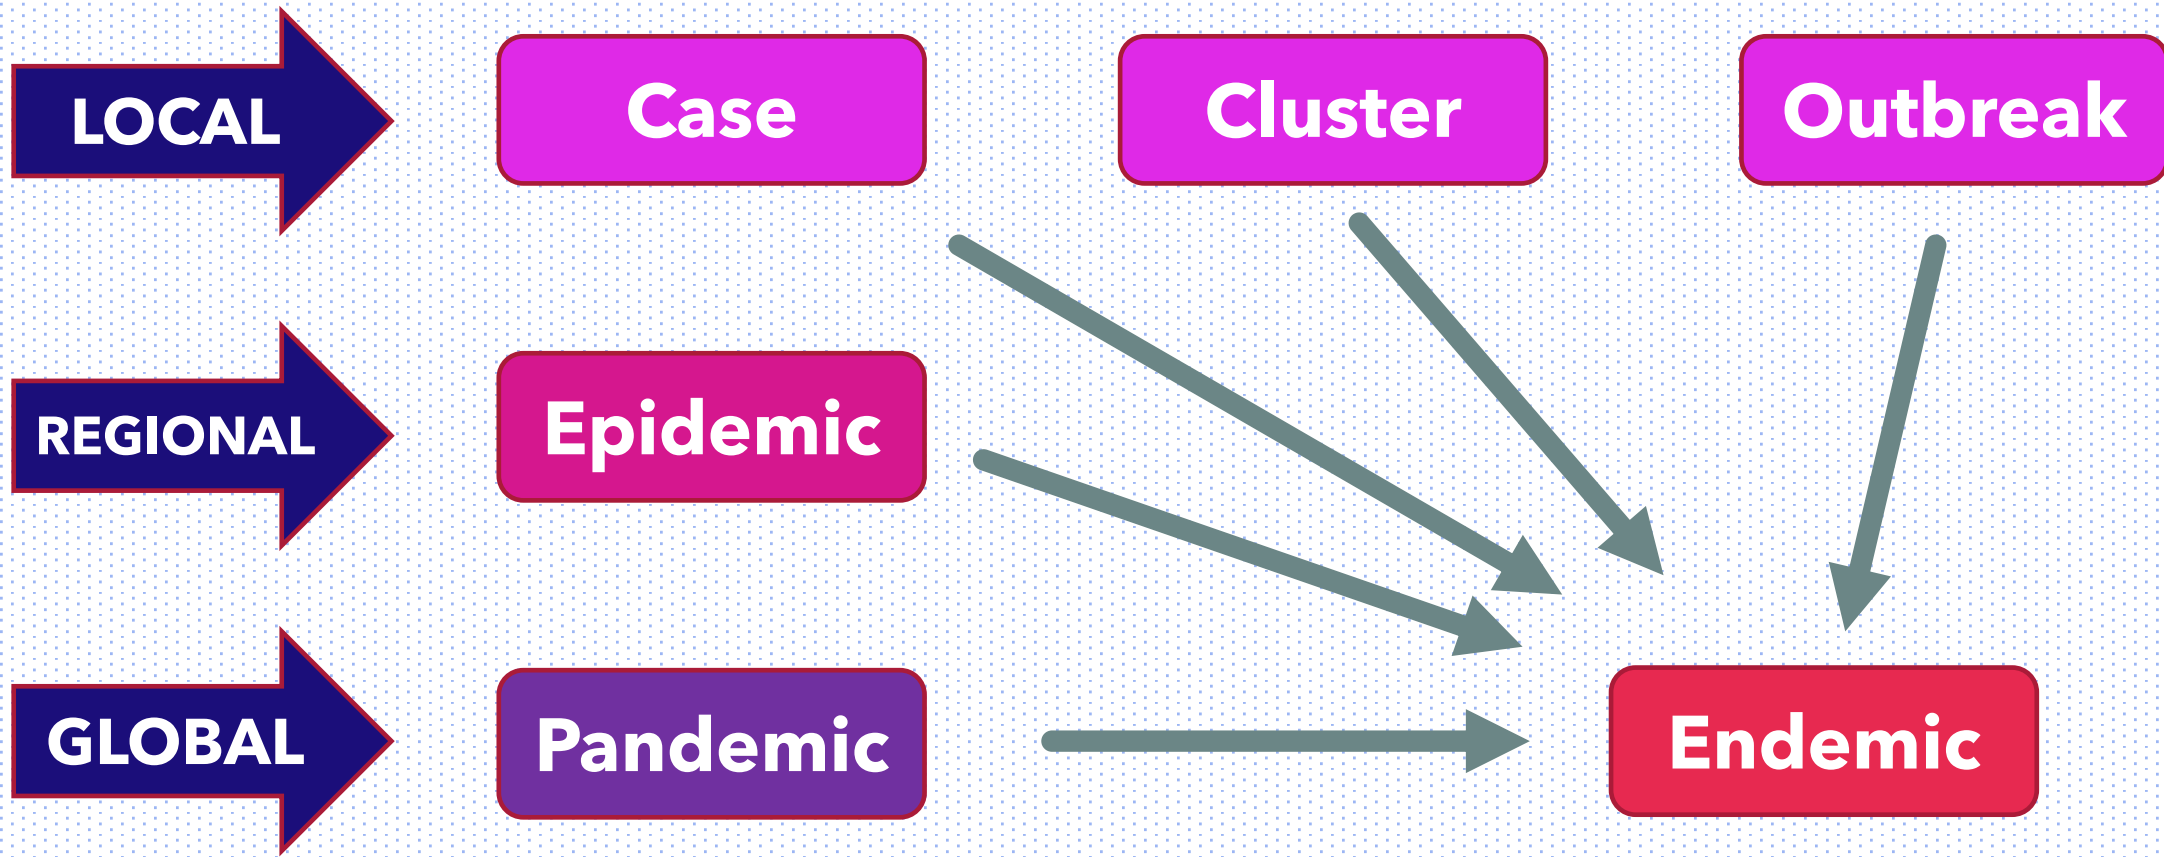 LOCAL
Case
Cluster
Outbreak
REGIONAL
Epidemic
GLOBAL
Pandemic
Endemic